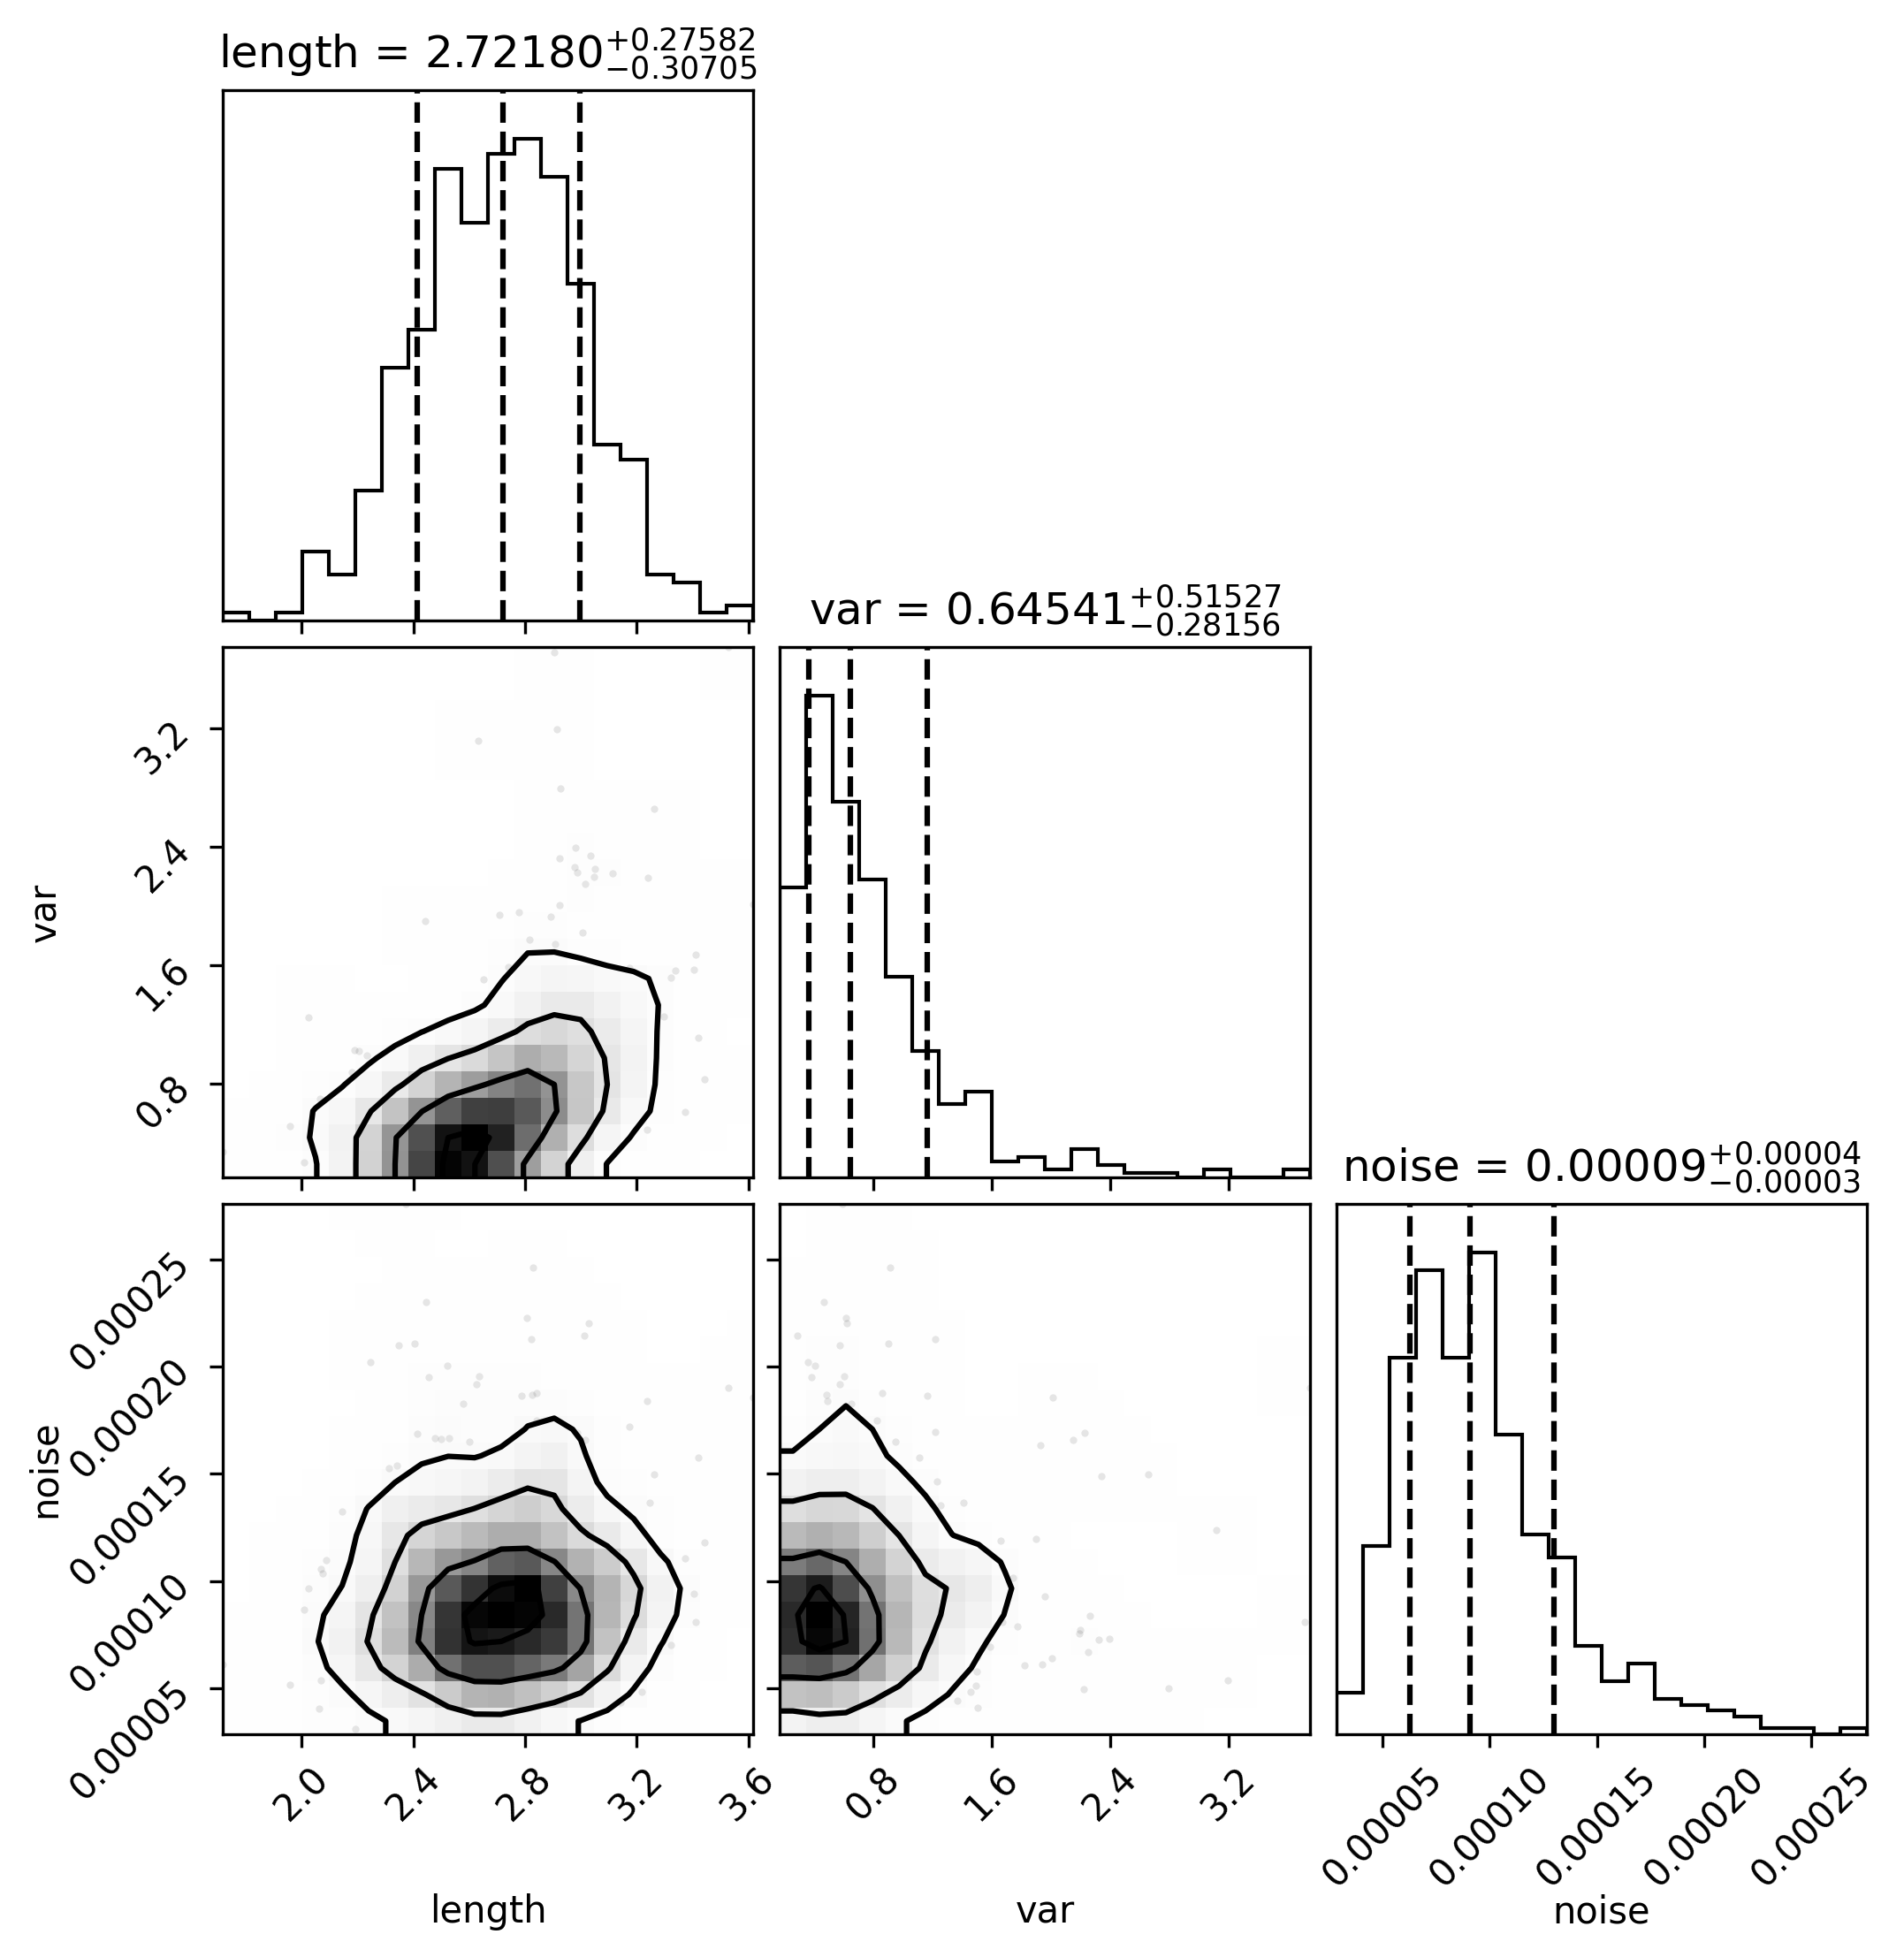 length = 2.72180+0.27582−0.30705
var = 0.64541+0.51527−0.28156
3.2
2.4
1.6
0.8
var
noise = 0.00009+0.00004−0.00003
0.00025
0.00020
0.00015
0.00010
0.00005
noise
2.0 2.4 2.8 3.2 3.6
0.8 1.6 2.4 3.2
0.00005 0.00010 0.00015 0.00020 0.00025
length
var
noise